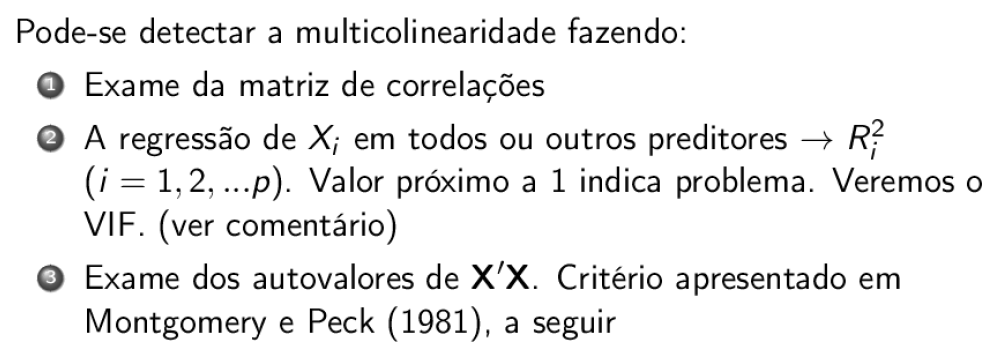 Pode-se detectar a multicolinearidade fazendo:
1 Exame da matriz de correlações
2 A regressão de X_i em todos ou outros preditores → R_i^2
(i = 1, 2, ...p). Valor próximo a 1 indica problema. Veremos o
VIF. (ver comentário)
3 Exame dos autovalores de X′X. Critério apresentado em
Montgomery e Peck (1981), a seguir